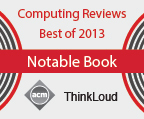 Computing Reviews
Best of 2013
Notable Book
acm ThinkLoud